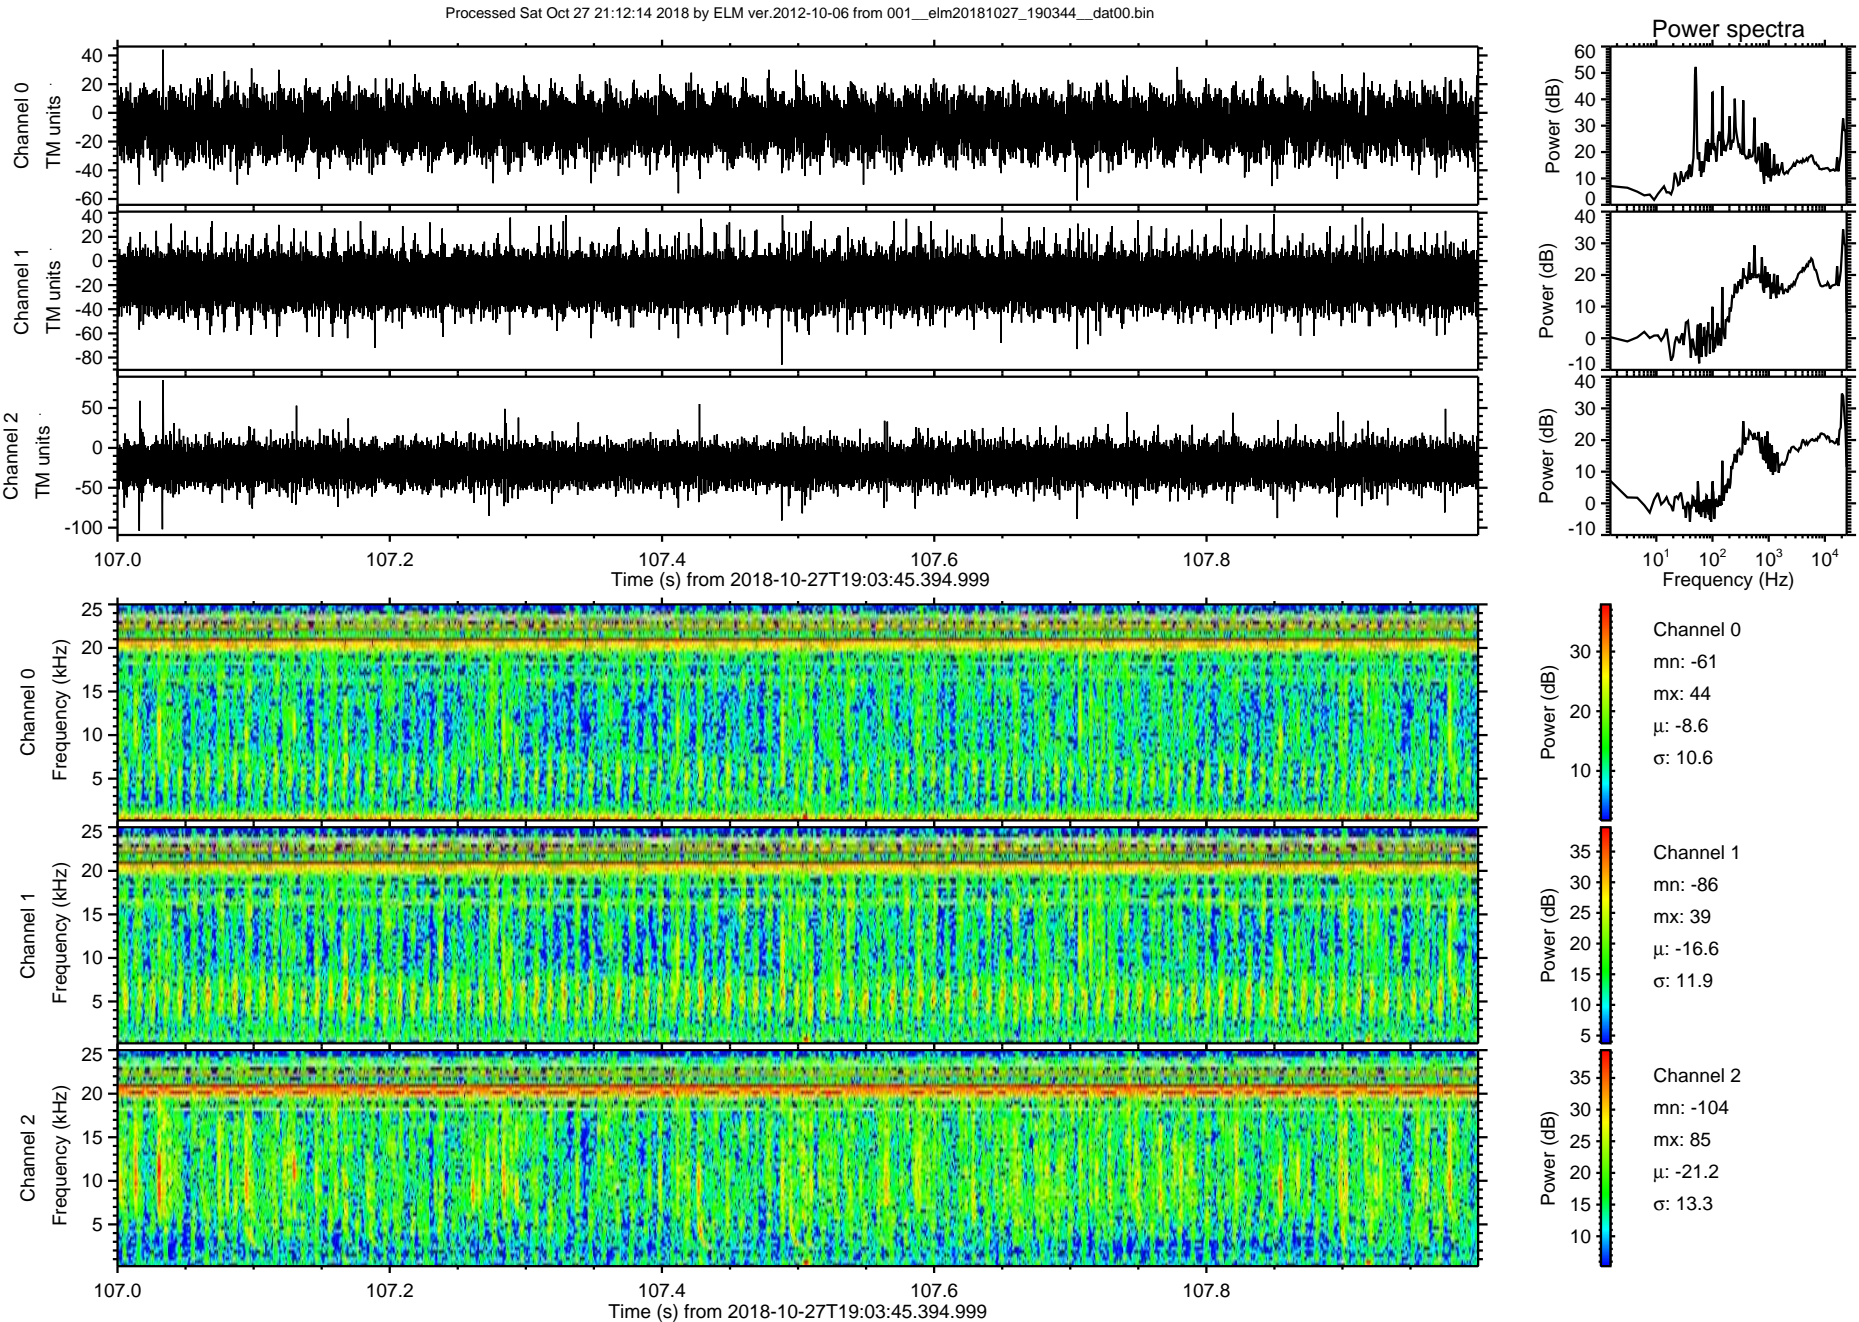 Processed Sat Oct 27 21:12:14 2018 by ELM ver.2012-10-06 from 001__elm20181027_190344__dat00.bin
Power spectra
Channel 0
TM units
40
20
0
-20
-40
-60
Power (dB)
60
50
40
30
20
10
0
Channel 1
TM units
40
20
0
-20
-40
-60
-80
Power (dB)
40
30
20
10
0
-10
Channel 2
TM units
50
0
-50
-100
Power (dB)
40
30
20
10
0
-10
107.0 107.2 107.4 107.6 107.8
Time (s) from 2018-10-27T19:03:45.394.999
10^1 10^2 10^3 10^4
Frequency (Hz)
Channel 0
Frequency (kHz)
25
20
15
10
5
Power (dB)
30
20
10
Channel 0
mn: -61
mx: 44
µ: -8.6
σ: 10.6
Channel 1
Frequency (kHz)
25
20
15
10
5
Power (dB)
35
30
25
20
15
10
5
Channel 1
mn: -86
mx: 39
µ: -16.6
σ: 11.9
Channel 2
Frequency (kHz)
25
20
15
10
5
Power (dB)
35
30
25
20
15
10
Channel 2
mn: -104
mx: 85
µ: -21.2
σ: 13.3
107.0 107.2 107.4 107.6 107.8
Time (s) from 2018-10-27T19:03:45.394.999